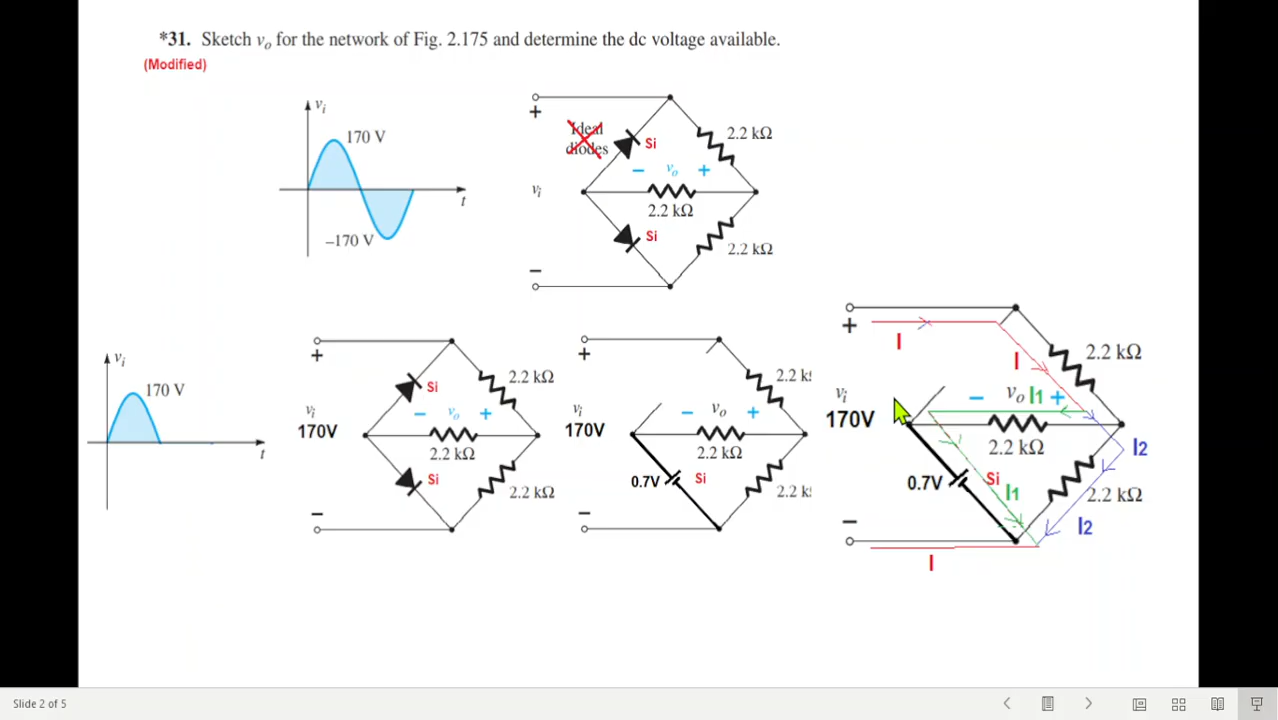 *31. Sketch vo for the network of Fig. 2.175 and determine the dc voltage available.
(Modified)
vi
170 V
t
–170 V
+
Ideal
diodes
Si
2.2 kΩ
– vo +
vi
2.2 kΩ
Si
2.2 kΩ
–
vi
170 V
t
+
Si
2.2 kΩ
vi
– vo +
170V
2.2 kΩ
Si
2.2 kΩ
–
+
2.2 k
vi
– vo +
170V
2.2 kΩ
0.7V
Si
2.2 k
–
+
I
I
2.2 kΩ
vi
– vo I1 +
170V
2.2 kΩ
I2
0.7V
Si
I1
2.2 kΩ
–
I2
I
Slide 2 of 5